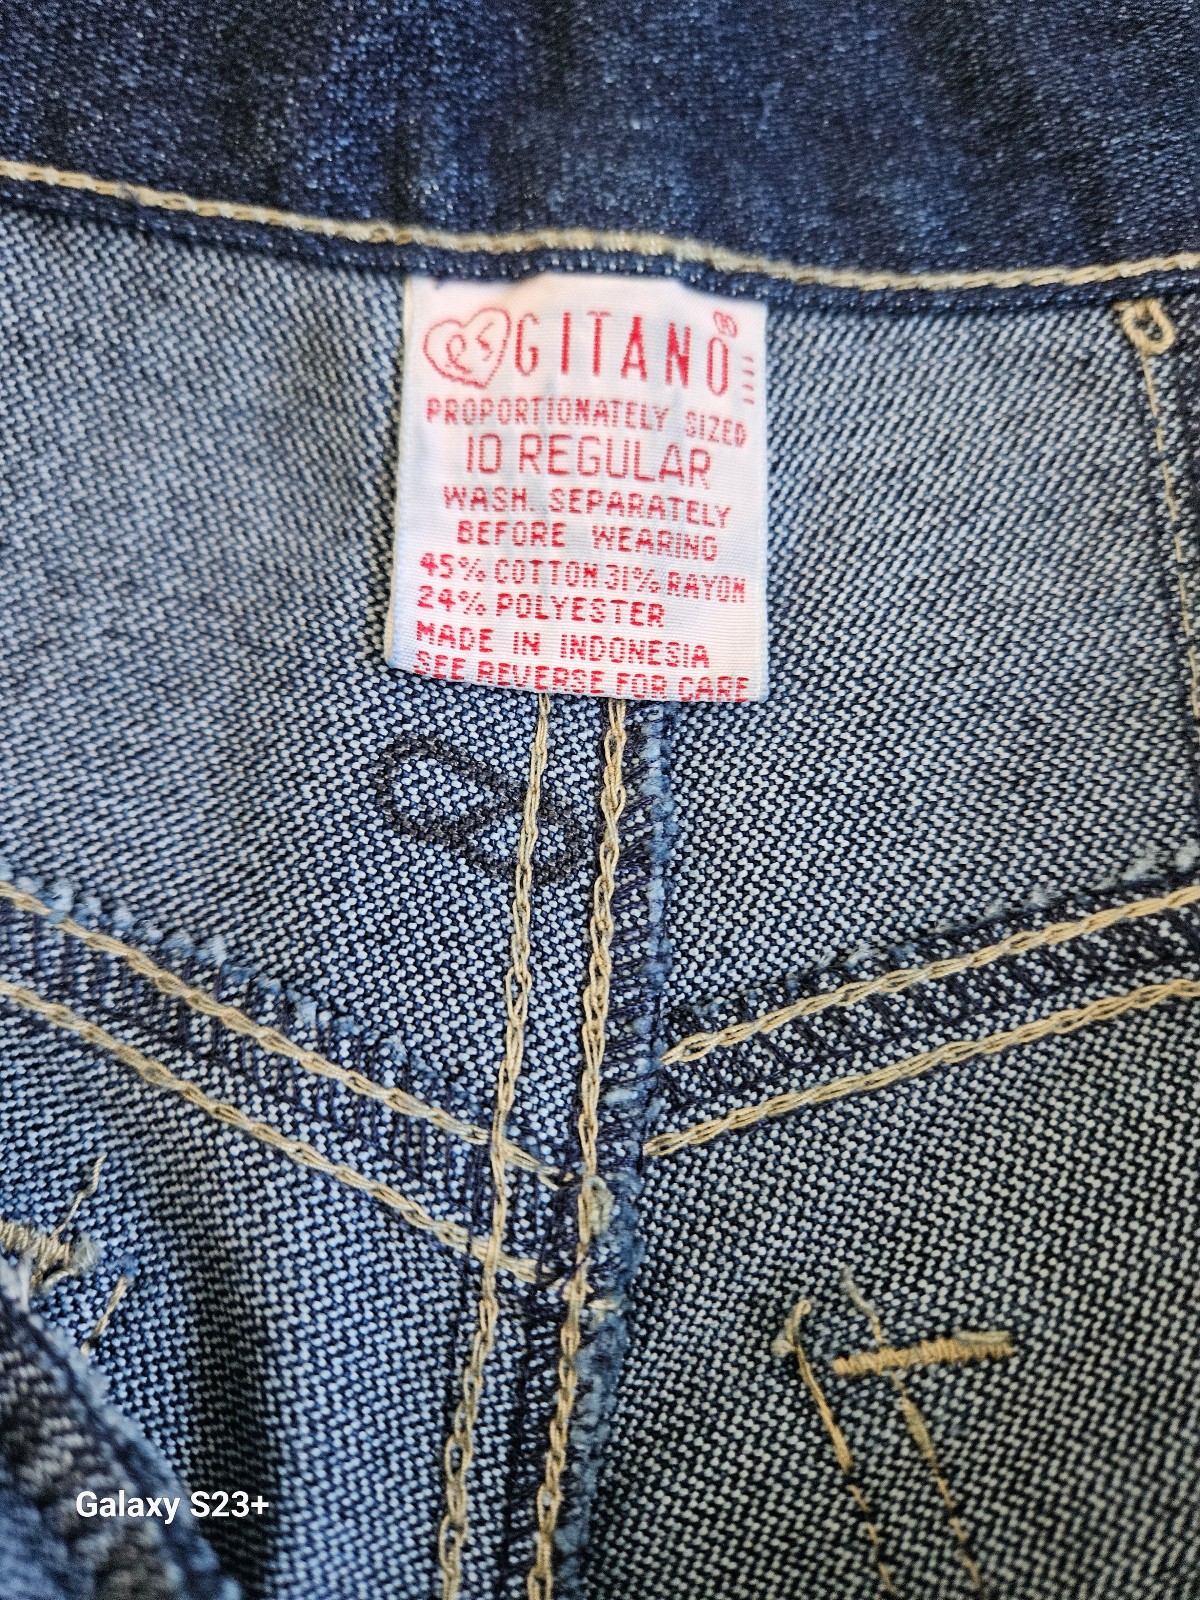 GITANO®
PROPORTIONATELY SIZED
10 REGULAR
WASH SEPARATELY
BEFORE WEARING
45% COTTON 31% RAYON
24% POLYESTER
MADE IN INDONESIA
SEE REVERSE FOR CARE
Galaxy S23+